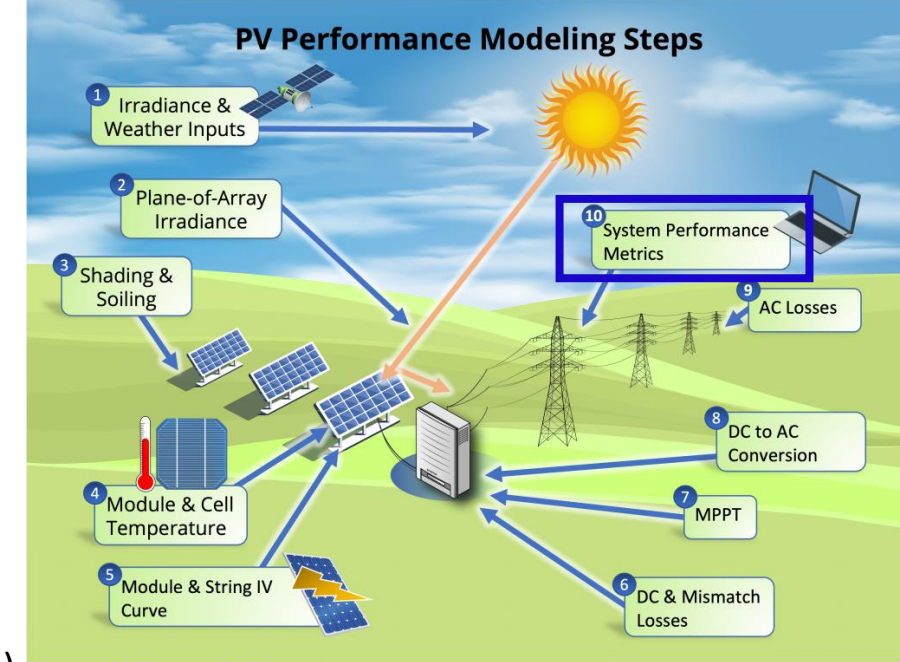 PV Performance Modeling Steps
1
Irradiance &
Weather Inputs
2
Plane-of-Array
Irradiance
3
Shading &
Soiling
10
System Performance
Metrics
9
AC Losses
8
DC to AC
Conversion
7
MPPT
4
Module & Cell
Temperature
5
Module & String IV
Curve
6
DC & Mismatch
Losses
)